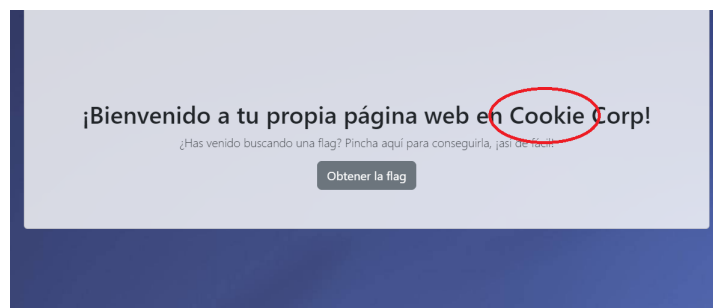 ¡Bienvenido a tu propia página web en Cookie Corp!
¿Has venido buscando una flag? Pincha aquí para conseguirla, ¡así de fácil!
Obtener la flag